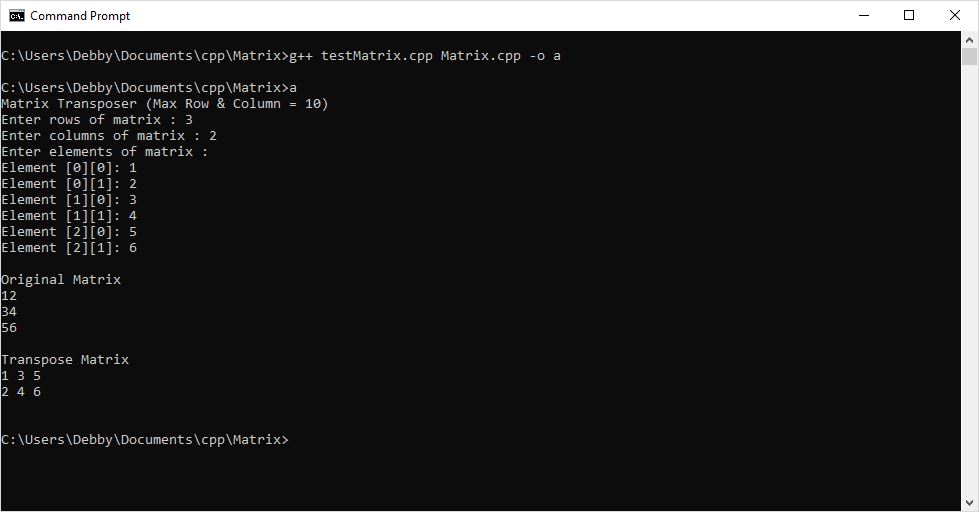 Command Prompt
C:\Users\Debby\Documents\cpp\Matrix>g++ testMatrix.cpp Matrix.cpp -o a
C:\Users\Debby\Documents\cpp\Matrix>a
Matrix Transposer (Max Row & Column = 10)
Enter rows of matrix : 3
Enter columns of matrix : 2
Enter elements of matrix :
Element [0][0]: 1
Element [0][1]: 2
Element [1][0]: 3
Element [1][1]: 4
Element [2][0]: 5
Element [2][1]: 6
Original Matrix
12
34
56
Transpose Matrix
1 3 5
2 4 6
C:\Users\Debby\Documents\cpp\Matrix>